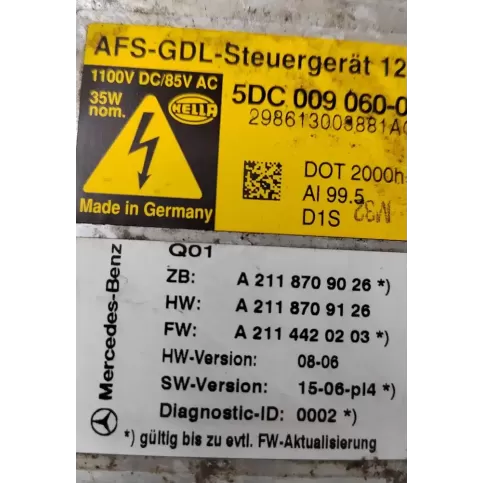 AFS-GDL-Steuergerät 12
1100V DC/85V AC
35W
nom.
HELLA
5DC 009 060-0
298613008881A
DOT 2000h
Al 99.5
D1S
Made in Germany
Q01
Mercedes-Benz
ZB: A 211 870 90 26 *)
HW: A 211 870 91 26
FW: A 211 442 02 03 *)
HW-Version: 08-06
SW-Version: 15-06-pl4 *)
Diagnostic-ID: 0002 *)
*) gültig bis zu evtl. FW-Aktualisierung